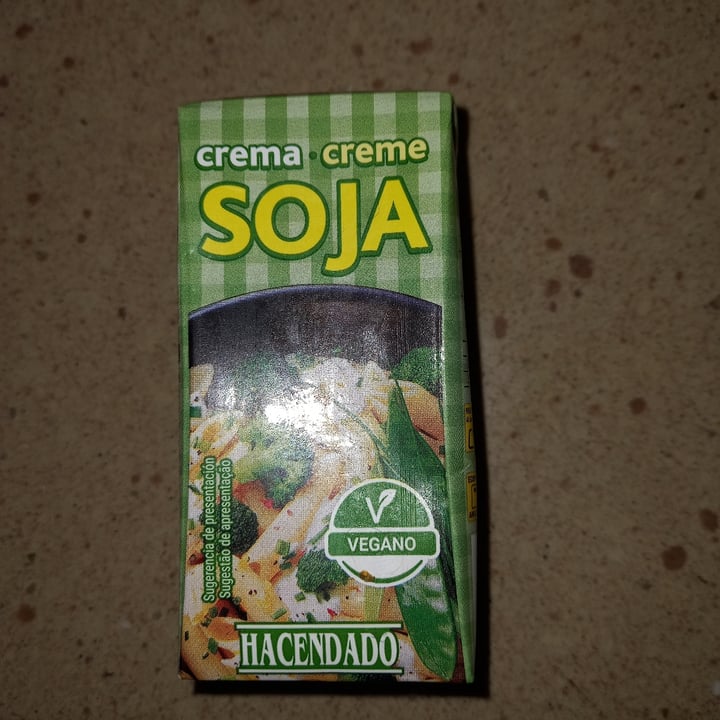 crema · creme
SOJA
Sugerencia de presentación
Sugestão de apresentação
V
VEGANO
HACENDADO